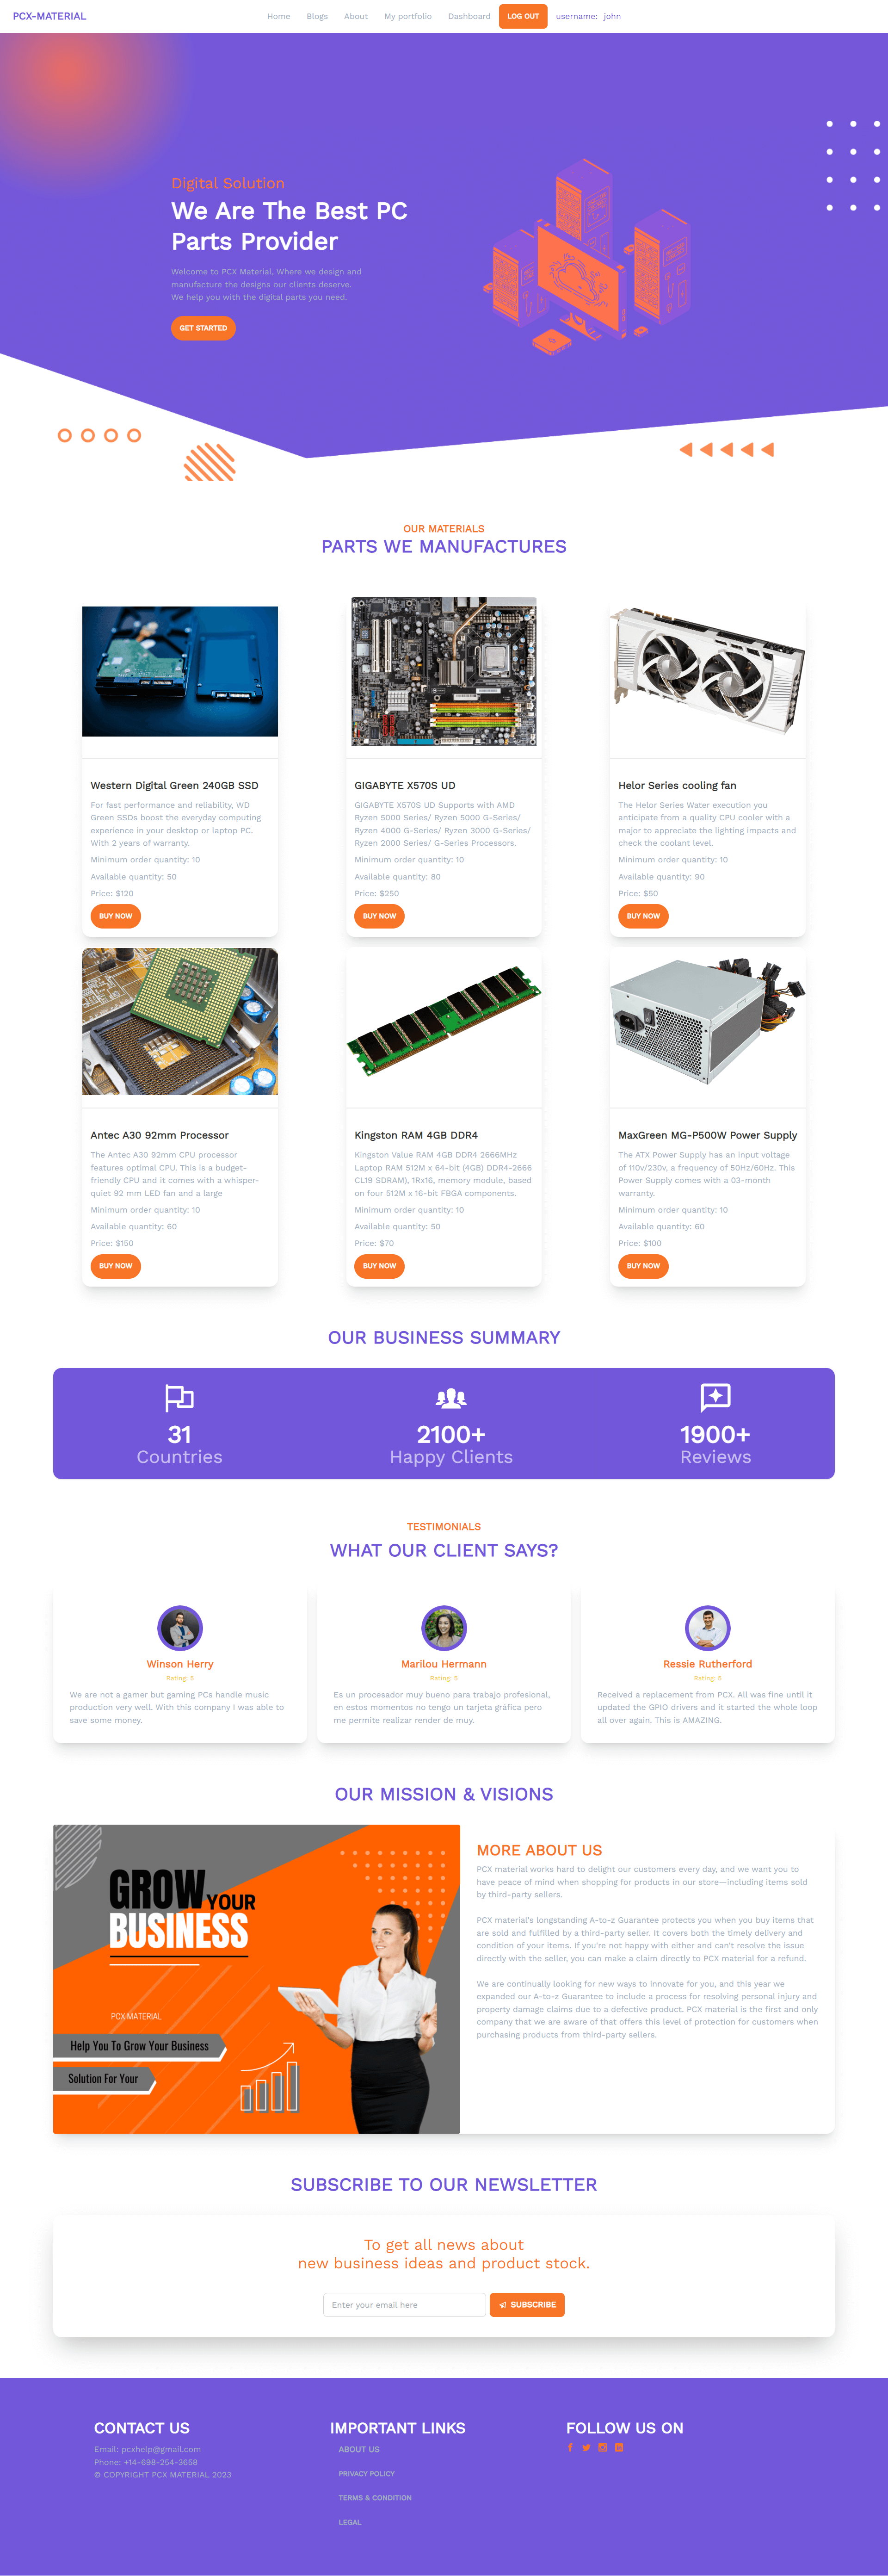 PCX-MATERIAL
Home
Blogs
About
My portfolio
Dashboard
LOG OUT
username: john
Digital Solution
We Are The Best PC
Parts Provider
Welcome to PCX Material, Where we design and
manufacture the designs our clients deserve.
We help you with the digital parts you need.
GET STARTED
OUR MATERIALS
PARTS WE MANUFACTURES
Western Digital Green 240GB SSD
For fast performance and reliability, WD
Green SSDs boost the everyday computing
experience in your desktop or laptop PC.
With 2 years of warranty.
Minimum order quantity: 10
Available quantity: 50
Price: $120
BUY NOW
GIGABYTE X570S UD
GIGABYTE X570S UD Supports with AMD
Ryzen 5000 Series/ Ryzen 5000 G-Series/
Ryzen 4000 G-Series/ Ryzen 3000 G-Series/
Ryzen 2000 Series/ G-Series Processors.
Minimum order quantity: 10
Available quantity: 80
Price: $250
BUY NOW
Helor Series cooling fan
The Helor Series Water execution you
anticipate from a quality CPU cooler with a
major to appreciate the lighting impacts and
check the coolant level.
Minimum order quantity: 10
Available quantity: 90
Price: $50
BUY NOW
Antec A30 92mm Processor
The Antec A30 92mm CPU processor
features optimal CPU. This is a budget-
friendly CPU and it comes with a whisper-
quiet 92 mm LED fan and a large
Minimum order quantity: 10
Available quantity: 60
Price: $150
BUY NOW
Kingston RAM 4GB DDR4
Kingston Value RAM 4GB DDR4 2666MHz
Laptop RAM 512M x 64-bit (4GB) DDR4-2666
CL19 SDRAM), 1Rx16, memory module, based
on four 512M x 16-bit FBGA components.
Minimum order quantity: 10
Available quantity: 50
Price: $70
BUY NOW
MaxGreen MG-P500W Power Supply
The ATX Power Supply has an input voltage
of 110v/230v, a frequency of 50Hz/60Hz. This
Power Supply comes with a 03-month
warranty.
Minimum order quantity: 10
Available quantity: 60
Price: $100
BUY NOW
OUR BUSINESS SUMMARY
31
Countries
2100+
Happy Clients
1900+
Reviews
TESTIMONIALS
WHAT OUR CLIENT SAYS?
Winson Herry
Rating: 5
We are not a gamer but gaming PCs handle music
production very well. With this company I was able to
save some money.
Marilou Hermann
Rating: 5
Es un procesador muy bueno para trabajo profesional,
en estos momentos no tengo un tarjeta gráfica pero
me permite realizar render de muy.
Ressie Rutherford
Rating: 5
Received a replacement from PCX. All was fine until it
updated the GPIO drivers and it started the whole loop
all over again. This is AMAZING.
OUR MISSION & VISIONS
GROW YOUR
BUSINESS
PCX MATERIAL
Help You To Grow Your Business
Solution For Your
MORE ABOUT US
PCX material works hard to delight our customers every day, and we want you to
have peace of mind when shopping for products in our store—including items sold
by third-party sellers.
PCX material's longstanding A-to-z Guarantee protects you when you buy items that
are sold and fulfilled by a third-party seller. It covers both the timely delivery and
condition of your items. If you're not happy with either and can't resolve the issue
directly with the seller, you can make a claim directly to PCX material for a refund.
We are continually looking for new ways to innovate for you, and this year we
expanded our A-to-z Guarantee to include a process for resolving personal injury and
property damage claims due to a defective product. PCX material is the first and only
company that we are aware of that offers this level of protection for customers when
purchasing products from third-party sellers.
SUBSCRIBE TO OUR NEWSLETTER
To get all news about
new business ideas and product stock.
Enter your email here
SUBSCRIBE
CONTACT US
Email: pcxhelp@gmail.com
Phone: +14-698-254-3658
© COPYRIGHT PCX MATERIAL 2023
IMPORTANT LINKS
ABOUT US
PRIVACY POLICY
TERMS & CONDITION
LEGAL
FOLLOW US ON